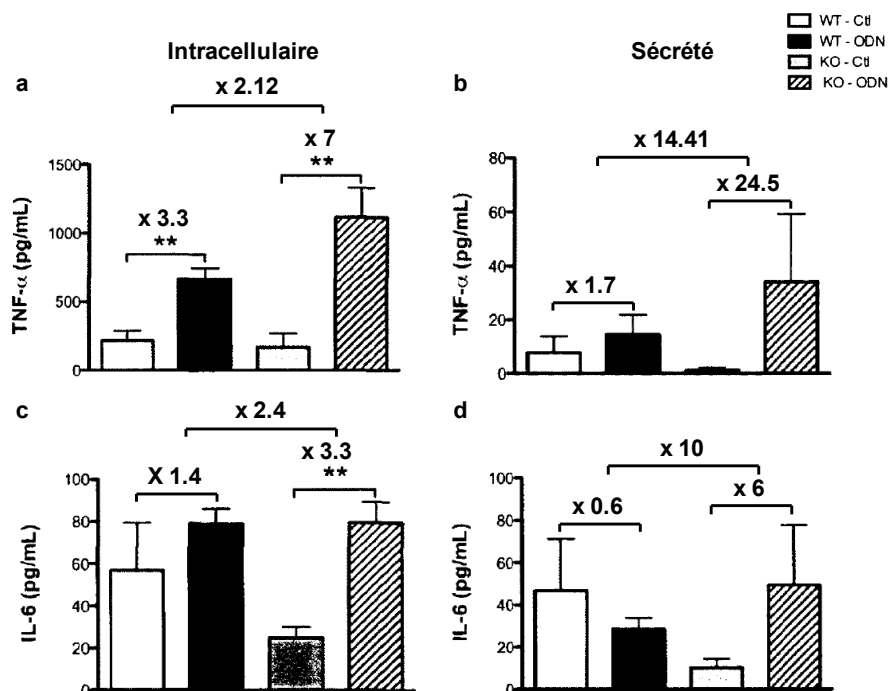 WT - Ctl
WT - ODN
KO - Ctl
KO - ODN
Intracellulaire
Sécrété
a
x 2.12
x 7
**
x 3.3
**
1500
1000
500
0
TNF-α (pg/mL)
b
x 14.41
x 24.5
x 1.7
80
60
40
20
0
TNF-α (pg/mL)
c
x 2.4
x 3.3
**
X 1.4
100
80
60
40
20
0
IL-6 (pg/mL)
d
x 10
x 6
x 0.6
100
80
60
40
20
0
IL-6 (pg/mL)